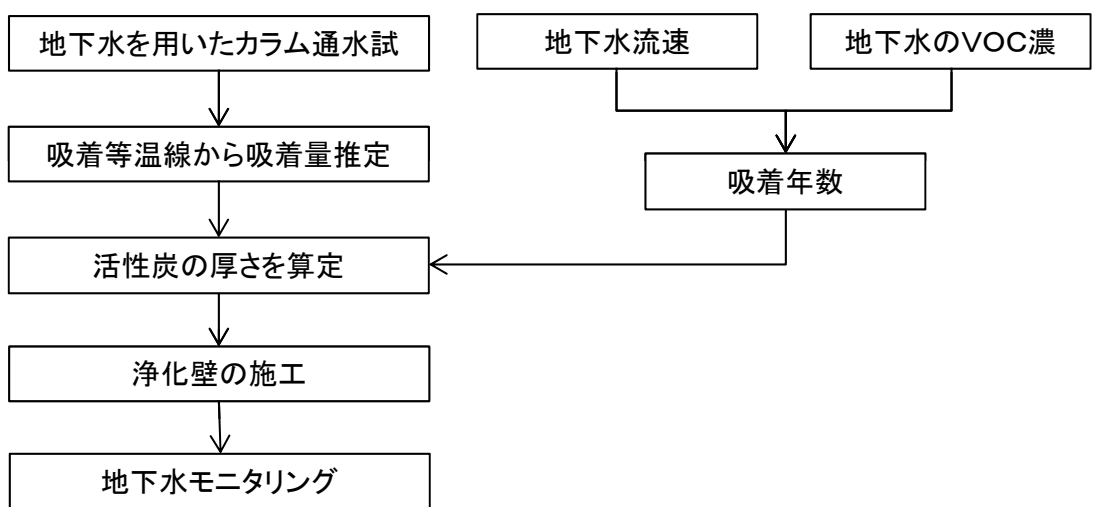 地下水を用いたカラム通水試
地下水流速
地下水のVOC濃
吸着等温線から吸着量推定
吸着年数
活性炭の厚さを算定
浄化壁の施工
地下水モニタリング